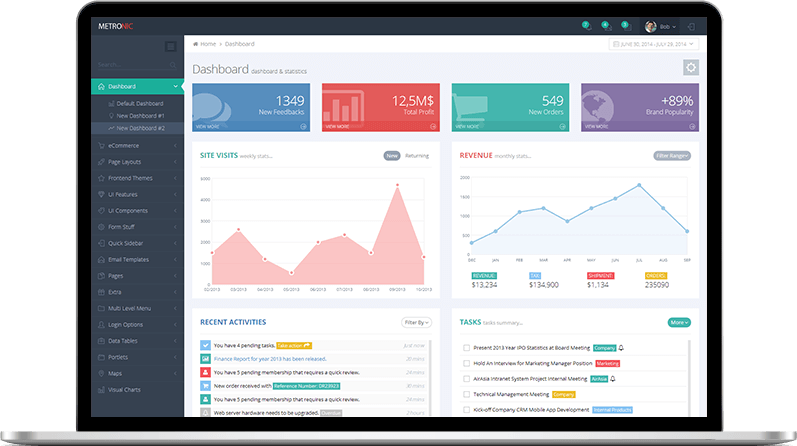 METRONIC
7 4 3 Bob
Home > Dashboard
JUNE 30, 2014 - JULY 29, 2014
Search...
Dashboard
Default Dashboard
New Dashboard #1
New Dashboard #2
eCommerce
Page Layouts
Frontend Themes
UI Features
UI Components
Form Stuff
Quick Sidebar
Email Templates
Pages
Extra
Multi Level Menu
Login Options
Data Tables
Portlets
Maps
Visual Charts
Dashboard dashboard & statistics
1349
New Feedbacks
VIEW MORE
12,5M$
Total Profit
VIEW MORE
549
New Orders
VIEW MORE
+89%
Brand Popularity
VIEW MORE
SITE VISITS weekly stats...
New Returning
5000
4000
3000
2000
1000
0
02/2013 03/2013 04/2013 05/2013 06/2013 07/2013 08/2013 09/2013 10/2013
REVENUE monthly stats...
Filter Range
2000
1500
1000
500
0
DEC JAN FEB MAR APR MAY JUN JUL AUG SEP
REVENUE: TAX: SHIPMENT: ORDERS:
$13,234 $134,900 $1,134 235090
RECENT ACTIVITIES
Filter By
You have 4 pending tasks. Take action Just now
Finance Report for year 2013 has been released. 20 mins
You have 5 pending membership that requires a quick review. 24 mins
New order received with Reference Number: DR23923 30 mins
You have 5 pending membership that requires a quick review. 24 mins
Web server hardware needs to be upgraded. Overdue 2 hours
TASKS tasks summary...
More
Present 2013 Year IPO Statistics at Board Meeting Company
Hold An Interview for Marketing Manager Position Marketing
AirAsia Intranet System Project Internal Meeting AirAsia
Technical Management Meeting Company
Kick-off Company CRM Mobile App Development Internal Products